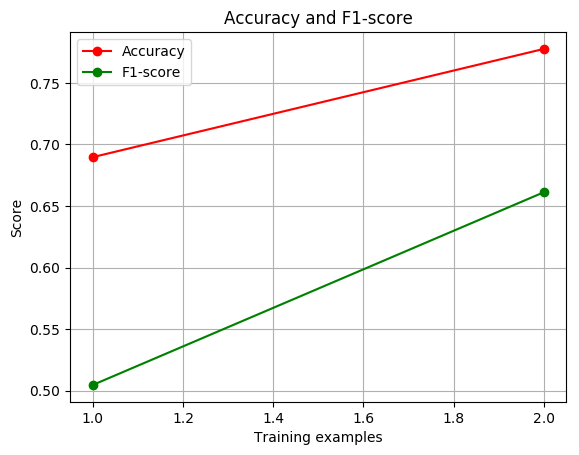 Accuracy and F1-score
Accuracy
F1-score
0.75
0.70
0.65
0.60
0.55
0.50
Score
1.0 1.2 1.4 1.6 1.8 2.0
Training examples